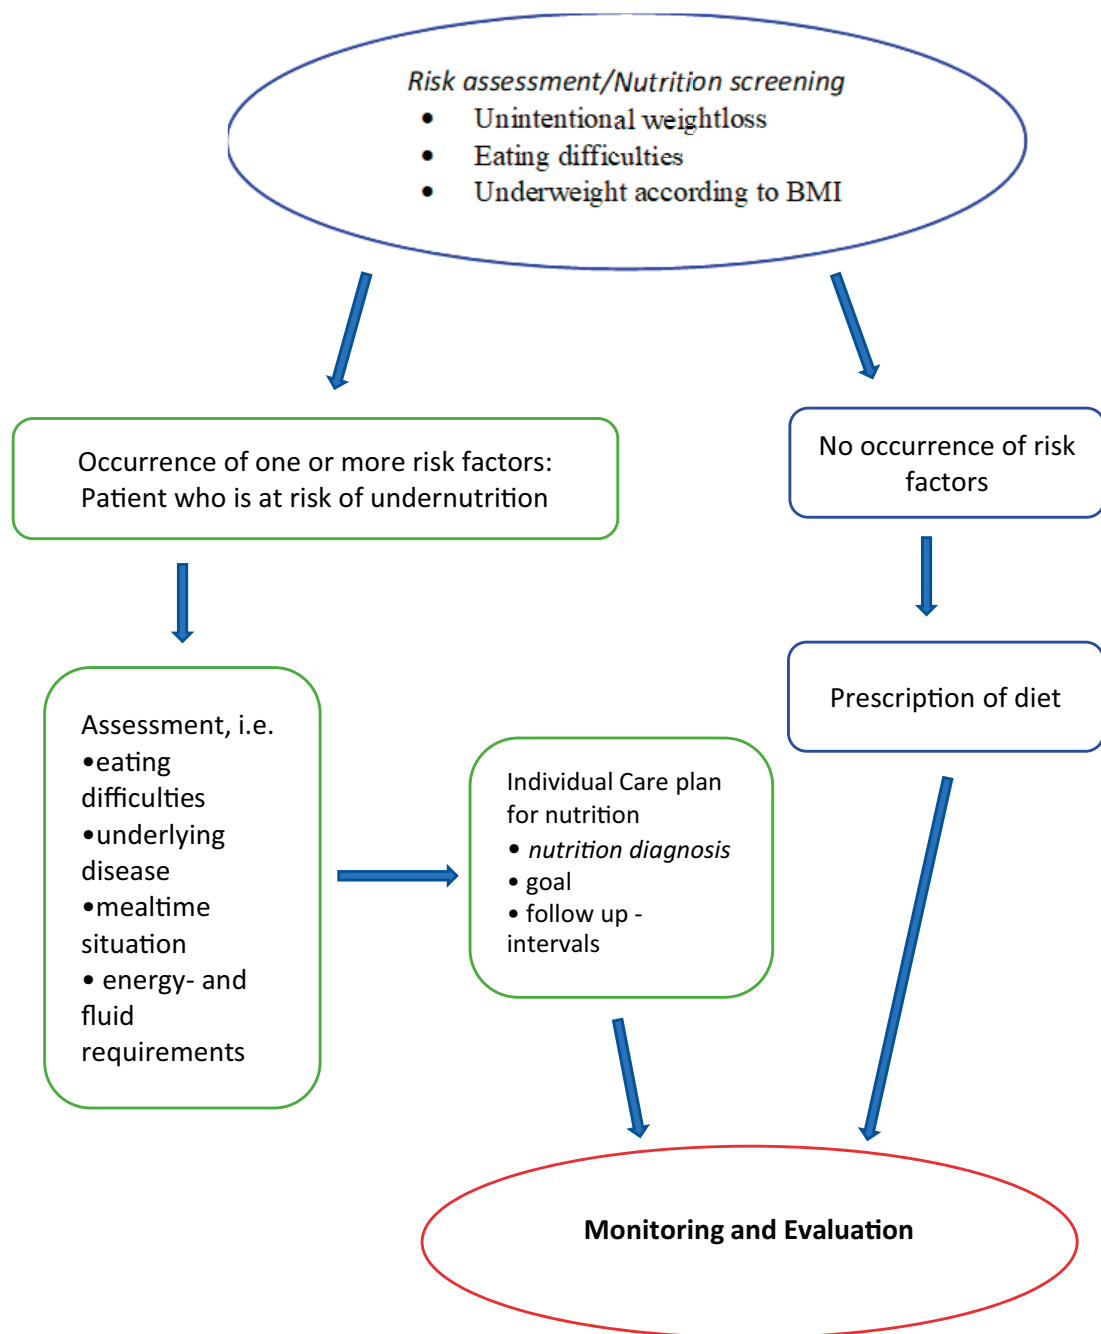 Risk assessment/Nutrition screening
• Unintentional weightloss
• Eating difficulties
• Underweight according to BMI
Occurrence of one or more risk factors:
Patient who is at risk of undernutrition
No occurrence of risk
factors
Assessment, i.e.
•eating
difficulties
•underlying
disease
•mealtime
situation
• energy- and
fluid
requirements
Individual Care plan
for nutrition
• nutrition diagnosis
• goal
• follow up -
intervals
Prescription of diet
Monitoring and Evaluation